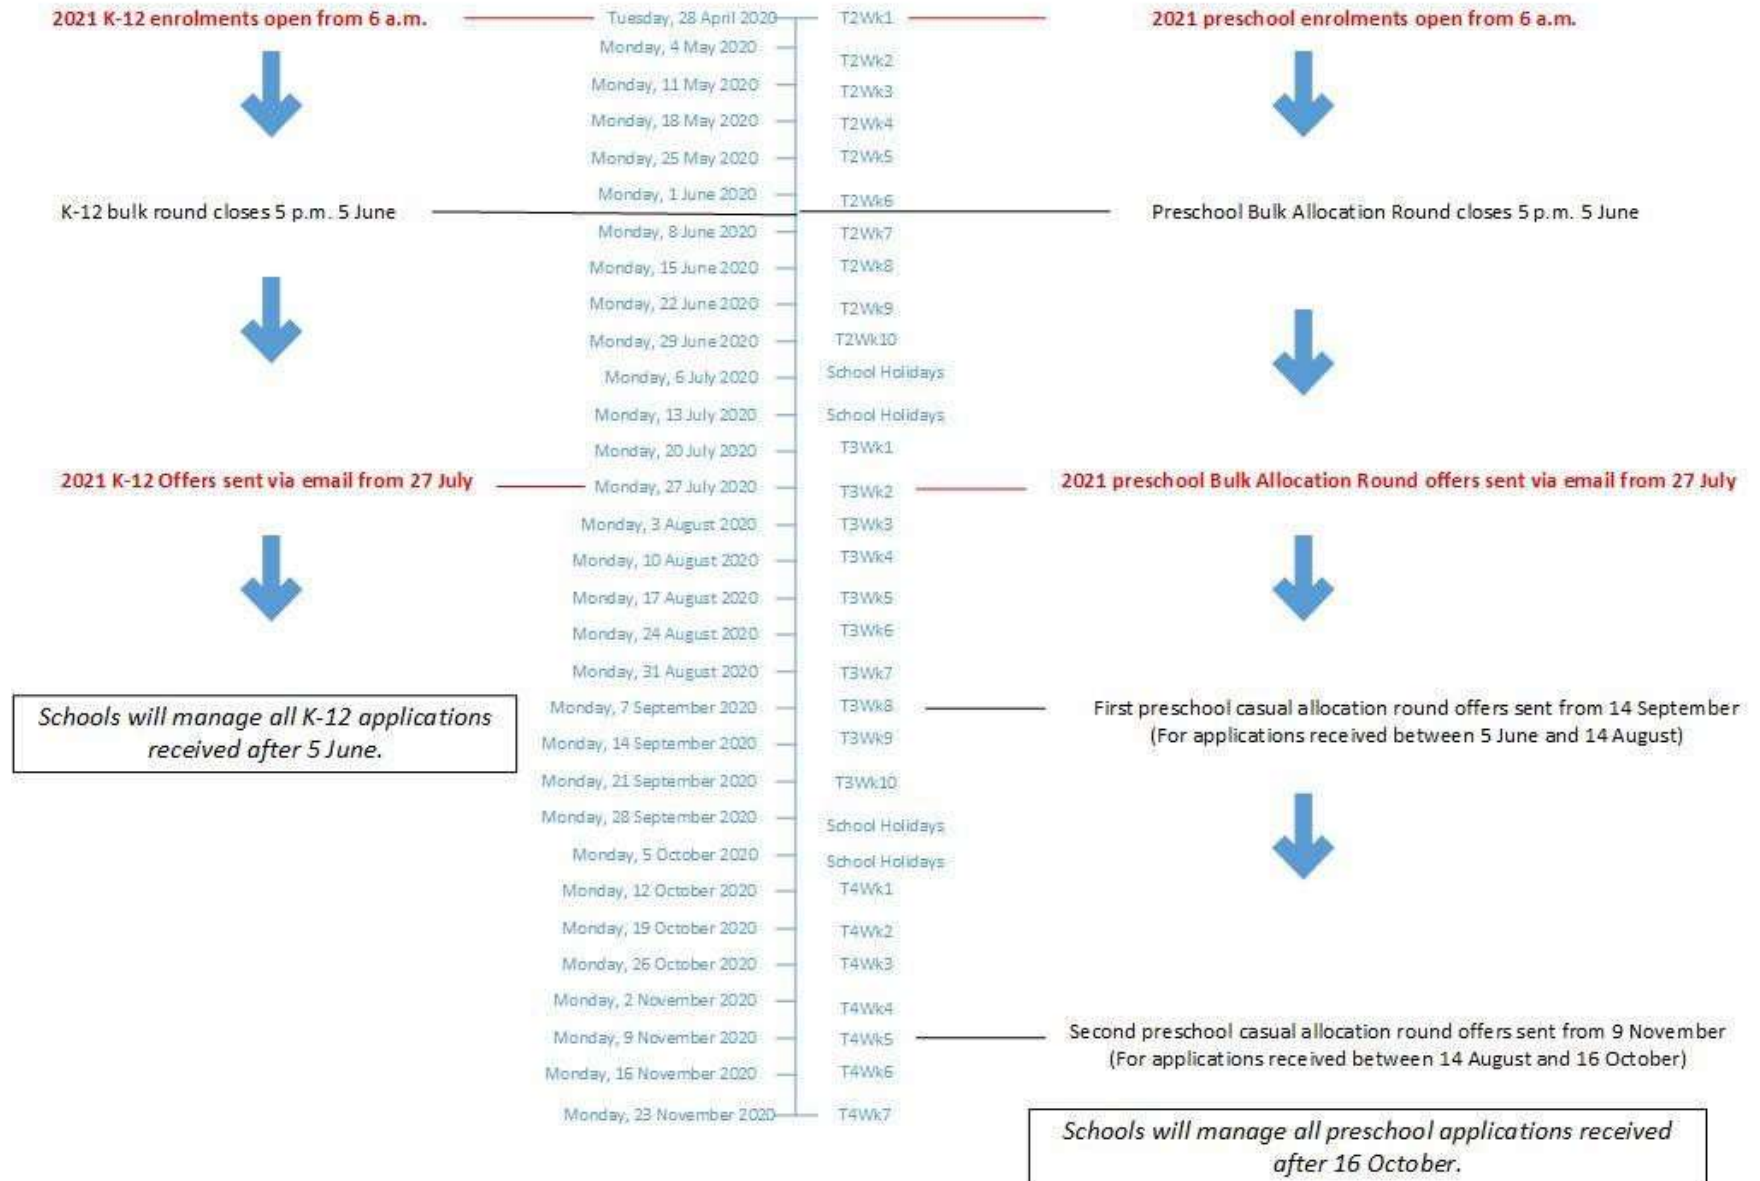 2021 K-12 enrolments open from 6 a.m.
Tuesday, 28 April 2020
T2Wk1
2021 preschool enrolments open from 6 a.m.
Monday, 4 May 2020
T2Wk2
Monday, 11 May 2020
T2Wk3
Monday, 18 May 2020
T2Wk4
Monday, 25 May 2020
T2Wk5
Monday, 1 June 2020
T2Wk6
K-12 bulk round closes 5 p.m. 5 June
Preschool Bulk Allocation Round closes 5 p.m. 5 June
Monday, 8 June 2020
T2Wk7
Monday, 15 June 2020
T2Wk8
Monday, 22 June 2020
T2Wk9
Monday, 29 June 2020
T2Wk10
Monday, 6 July 2020
School Holidays
Monday, 13 July 2020
School Holidays
Monday, 20 July 2020
T3Wk1
2021 K-12 Offers sent via email from 27 July
Monday, 27 July 2020
T3Wk2
2021 preschool Bulk Allocation Round offers sent via email from 27 July
Monday, 3 August 2020
T3Wk3
Monday, 10 August 2020
T3Wk4
Monday, 17 August 2020
T3Wk5
Monday, 24 August 2020
T3Wk6
Monday, 31 August 2020
T3Wk7
Schools will manage all K-12 applications
received after 5 June.
Monday, 7 September 2020
T3Wk8
First preschool casual allocation round offers sent from 14 September
(For applications received between 5 June and 14 August)
Monday, 14 September 2020
T3Wk9
Monday, 21 September 2020
T3Wk10
Monday, 28 September 2020
School Holidays
Monday, 5 October 2020
School Holidays
Monday, 12 October 2020
T4Wk1
Monday, 19 October 2020
T4Wk2
Monday, 26 October 2020
T4Wk3
Monday, 2 November 2020
T4Wk4
Monday, 9 November 2020
T4Wk5
Second preschool casual allocation round offers sent from 9 November
(For applications received between 14 August and 16 October)
Monday, 16 November 2020
T4Wk6
Monday, 23 November 2020
T4Wk7
Schools will manage all preschool applications received
after 16 October.